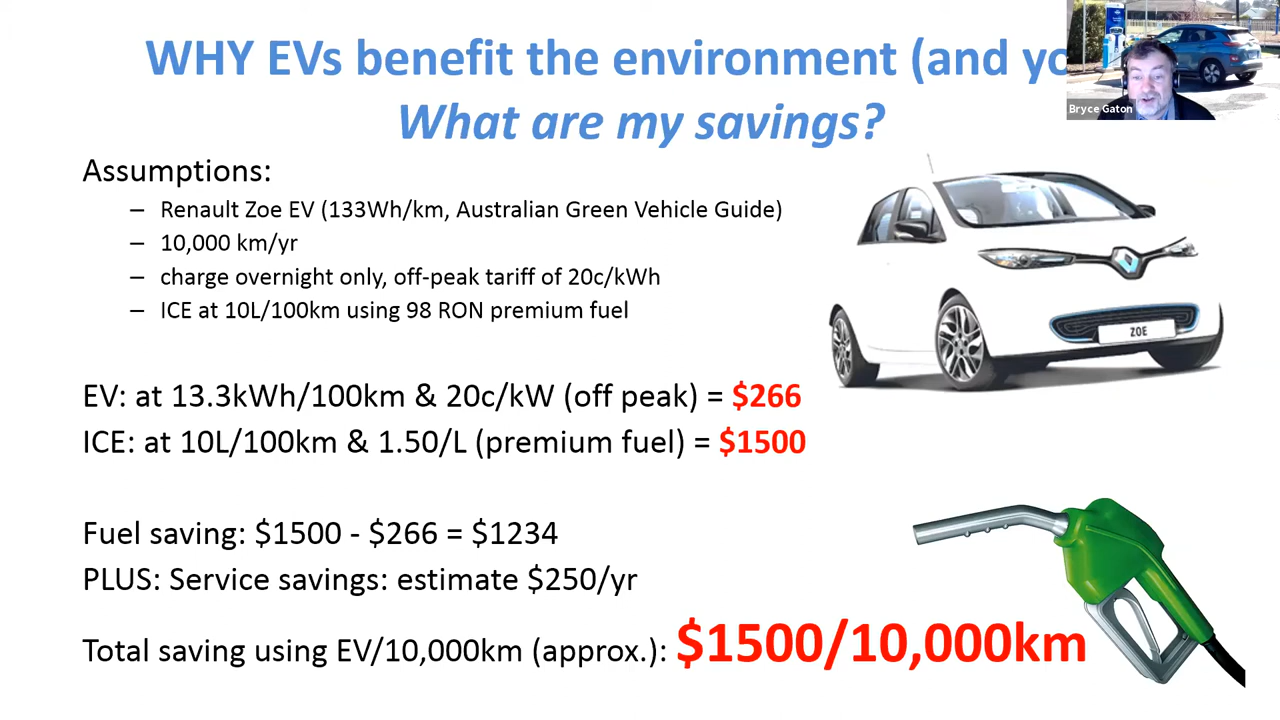 WHY EVs benefit the environment (and yo
What are my savings?
Bryce Gaton
Assumptions:
– Renault Zoe EV (133Wh/km, Australian Green Vehicle Guide)
– 10,000 km/yr
– charge overnight only, off-peak tariff of 20c/kWh
– ICE at 10L/100km using 98 RON premium fuel
ZOE
EV: at 13.3kWh/100km & 20c/kW (off peak) = $266
ICE: at 10L/100km & 1.50/L (premium fuel) = $1500
Fuel saving: $1500 - $266 = $1234
PLUS: Service savings: estimate $250/yr
Total saving using EV/10,000km (approx.): $1500/10,000km